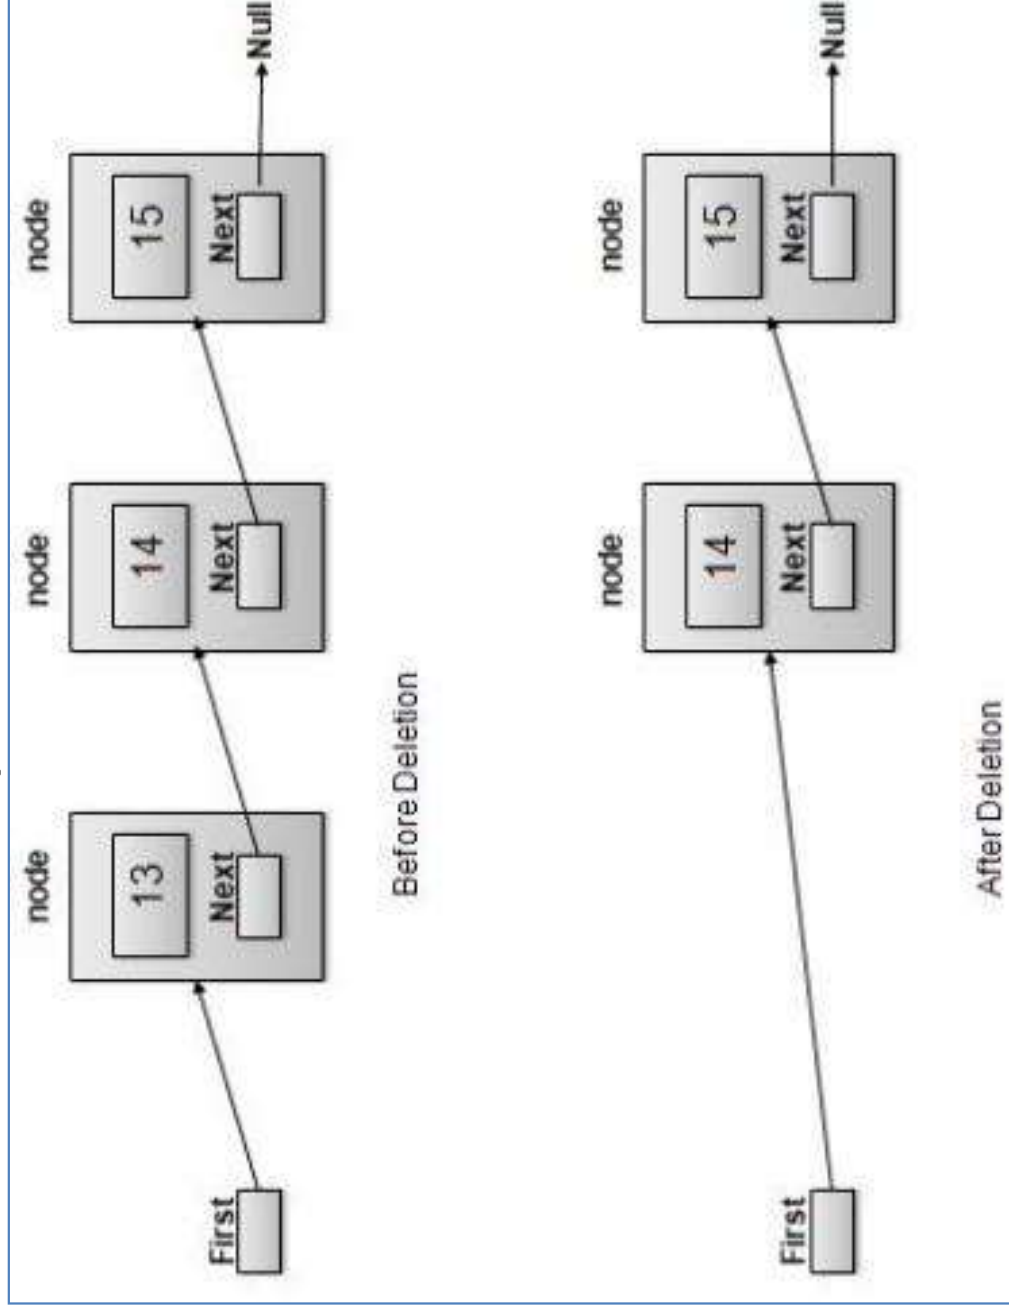 node
node
node
13
14
15
First
Next
Next
Next
Null
Before Deletion
node
node
14
15
First
Next
Next
Null
After Deletion